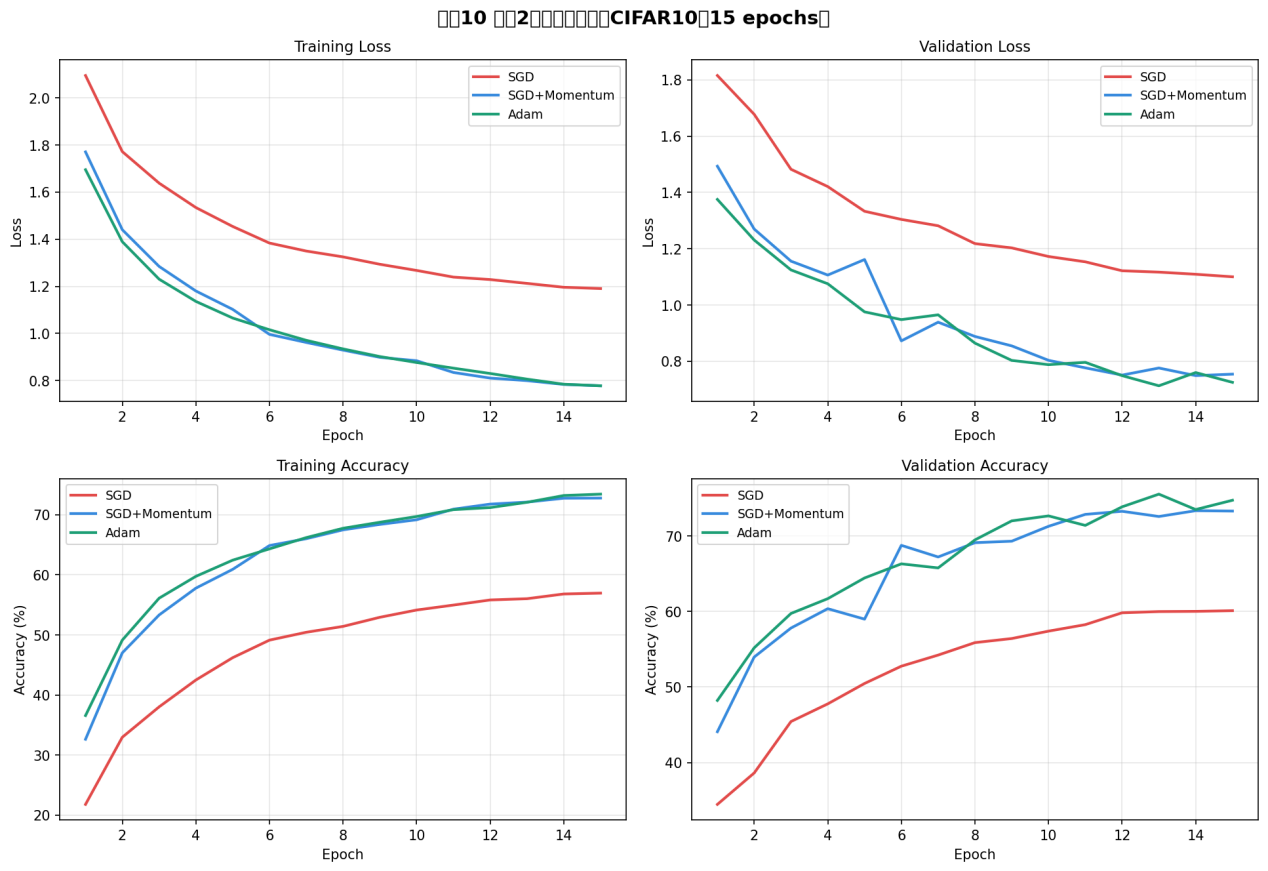 10 2 CIFAR10 15 epochs
Training Loss
Loss
2.0
1.8
1.6
1.4
1.2
1.0
0.8
SGD
SGD+Momentum
Adam
2 4 6 8 10 12 14
Epoch
Validation Loss
Loss
1.8
1.6
1.4
1.2
1.0
0.8
SGD
SGD+Momentum
Adam
2 4 6 8 10 12 14
Epoch
Training Accuracy
Accuracy (%)
70
60
50
40
30
20
SGD
SGD+Momentum
Adam
2 4 6 8 10 12 14
Epoch
Validation Accuracy
Accuracy (%)
70
60
50
40
SGD
SGD+Momentum
Adam
2 4 6 8 10 12 14
Epoch